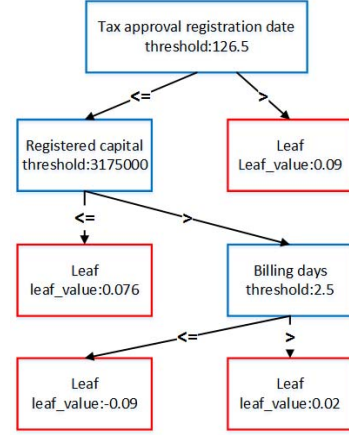 Tax approval registration date
threshold:126.5
<=
>
Registered capital
threshold:3175000
Leaf
Leaf_value:0.09
<=
>
Leaf
leaf_value:0.076
Billing days
threshold:2.5
<=
>
Leaf
leaf_value:-0.09
Leaf
leaf_value:0.02